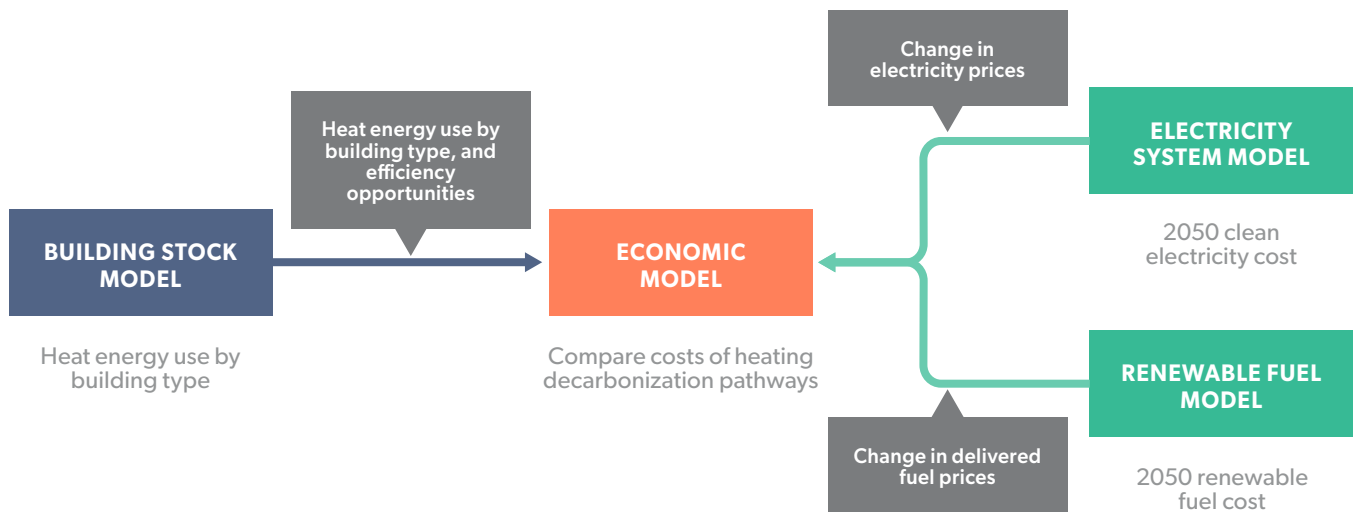 Change in
electricity prices
Heat energy use by
building type, and
efficiency
opportunities
ELECTRICITY
SYSTEM MODEL
2050 clean
electricity cost
BUILDING STOCK
MODEL
Heat energy use by
building type
ECONOMIC
MODEL
Compare costs of heating
decarbonization pathways
RENEWABLE FUEL
MODEL
2050 renewable
fuel cost
Change in delivered
fuel prices